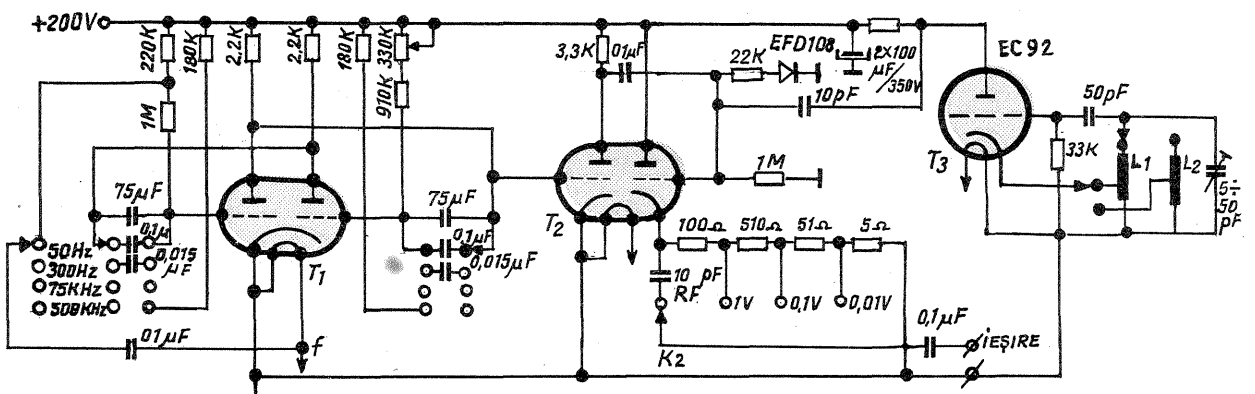 +200V
220K
180K
2,2K
2,2K
180K
330K
910K
1M
3,3K
01µF
22K
EFD108
2X100
µF/
350V
10pF
EC92
50pF
33K
T3
L1
L2
5÷
50
pF
75µF
0,1µF
0,015
µF
T1
75µF
0,1µF
0,015µF
T2
1M
100Ω
510Ω
51Ω
5Ω
50Hz
300Hz
75KHz
500KHz
01µF
f
10 pF
RF
1V
0,1V
0,01V
K2
0,1µF
iEŞIRE